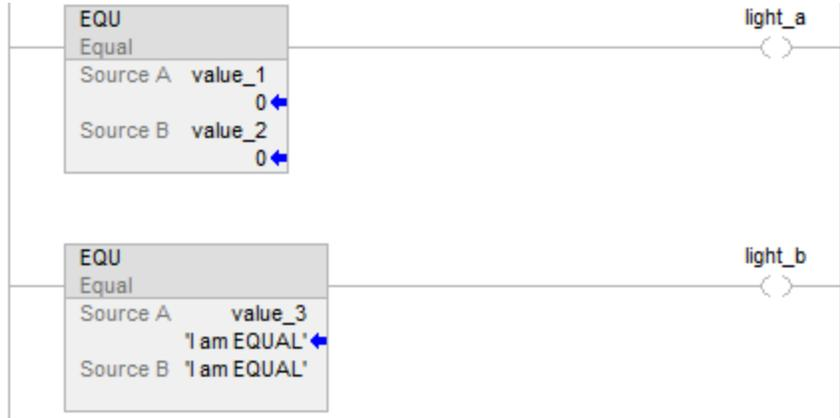 EQU
light_a
Equal
Source A value_1
0
Source B value_2
0
EQU
light_b
Equal
Source A value_3
'I am EQUAL'
Source B 'I am EQUAL'